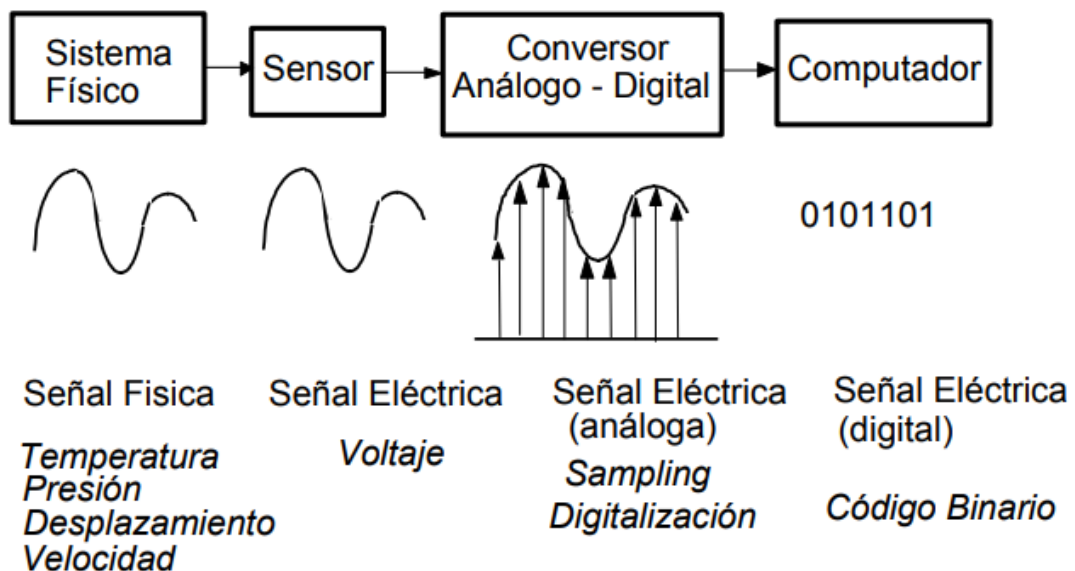 Sistema
Físico
Sensor
Conversor
Análogo - Digital
Computador
0101101
Señal Fisica
Temperatura
Presión
Desplazamiento
Velocidad
Señal Eléctrica
Voltaje
Señal Eléctrica
(análoga)
Sampling
Digitalización
Señal Eléctrica
(digital)
Código Binario